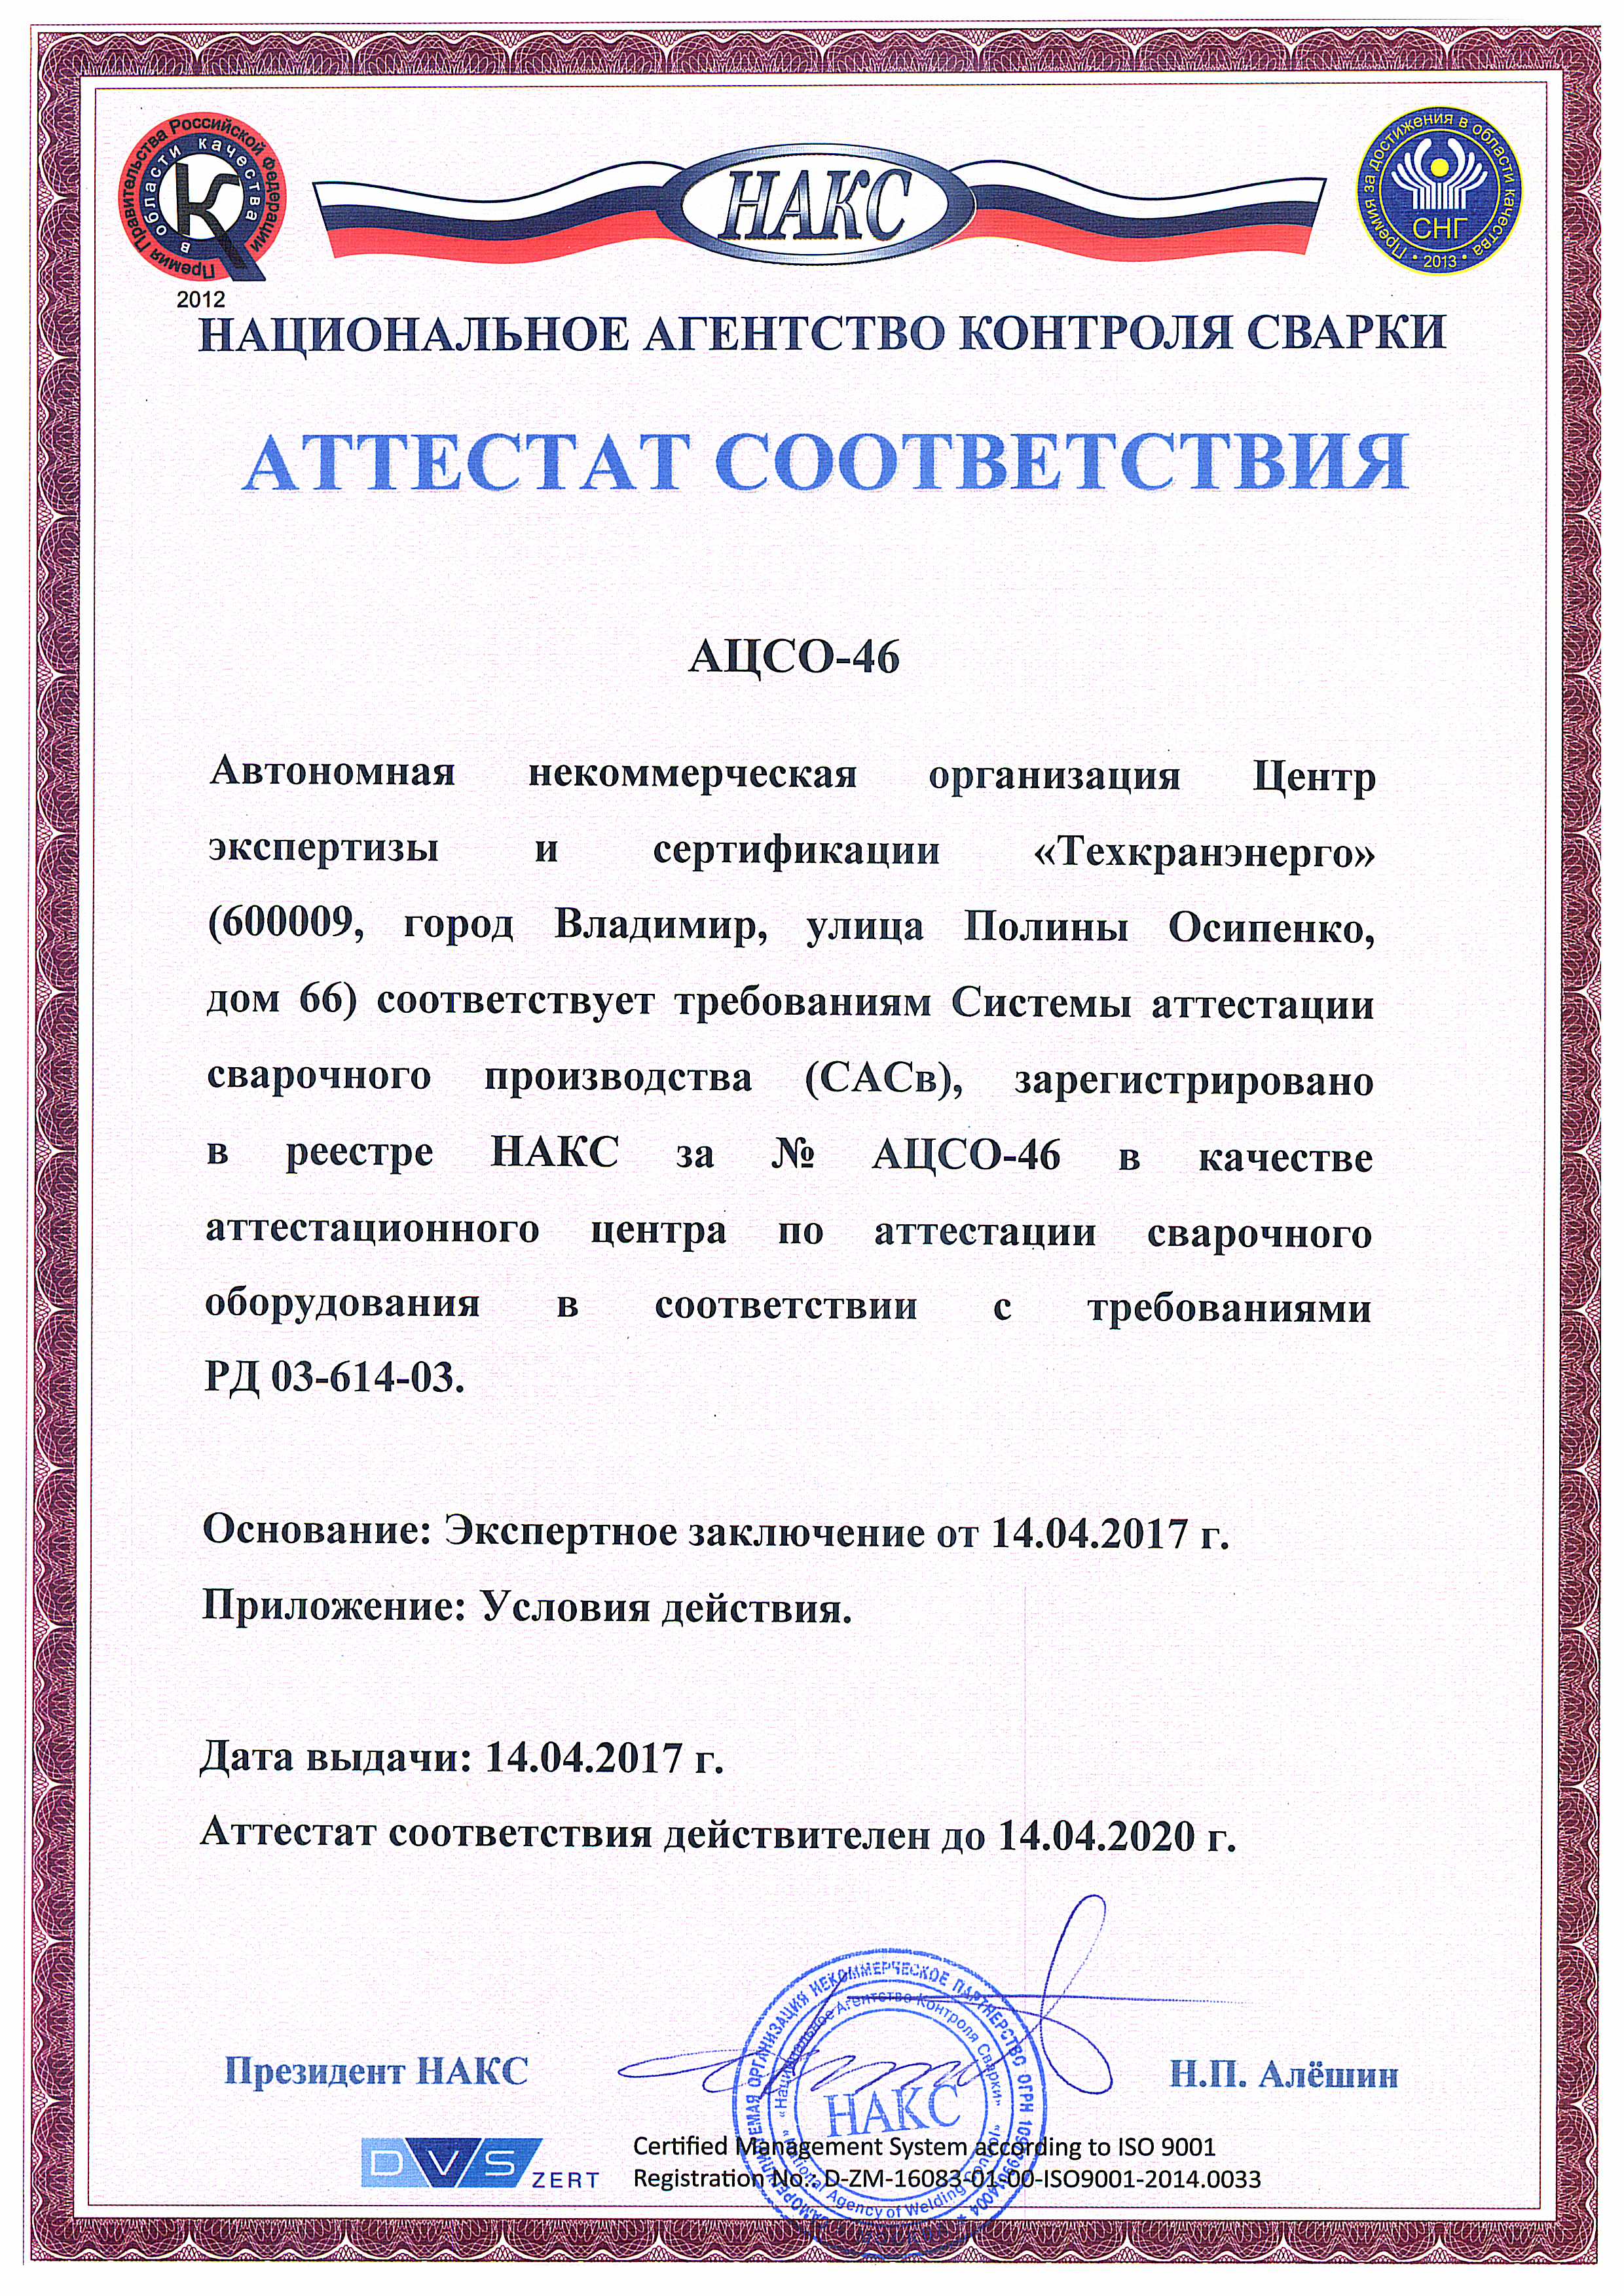 Премия Правительства Российской Федерации
в области качества
2012
НАКС
Премия за достижения в области качества
СНГ
• 2013 •
НАЦИОНАЛЬНОЕ АГЕНТСТВО КОНТРОЛЯ СВАРКИ
АТТЕСТАТ СООТВЕТСТВИЯ
АЦСО-46
Автономная некоммерческая организация Центр
экспертизы и сертификации «Техкранэнерго»
(600009, город Владимир, улица Полины Осипенко,
дом 66) соответствует требованиям Системы аттестации
сварочного производства (САСв), зарегистрировано
в реестре НАКС за № АЦСО-46 в качестве
аттестационного центра по аттестации сварочного
оборудования в соответствии с требованиями
РД 03-614-03.
Основание: Экспертное заключение от 14.04.2017 г.
Приложение: Условия действия.
Дата выдачи: 14.04.2017 г.
Аттестат соответствия действителен до 14.04.2020 г.
Президент НАКС
Н.П. Алёшин
ОРГАНИЗАЦИЯ НЕКОММЕРЧЕСКОЕ ПАРТНЕРСТВО ОГРН
«Национальное Агентство Контроля Сварки»
НАКС
«National Agency of Welding Control»
DVS ZERT
Certified Management System according to ISO 9001
Registration No.: D-ZM-16083-01-00-ISO9001-2014.0033